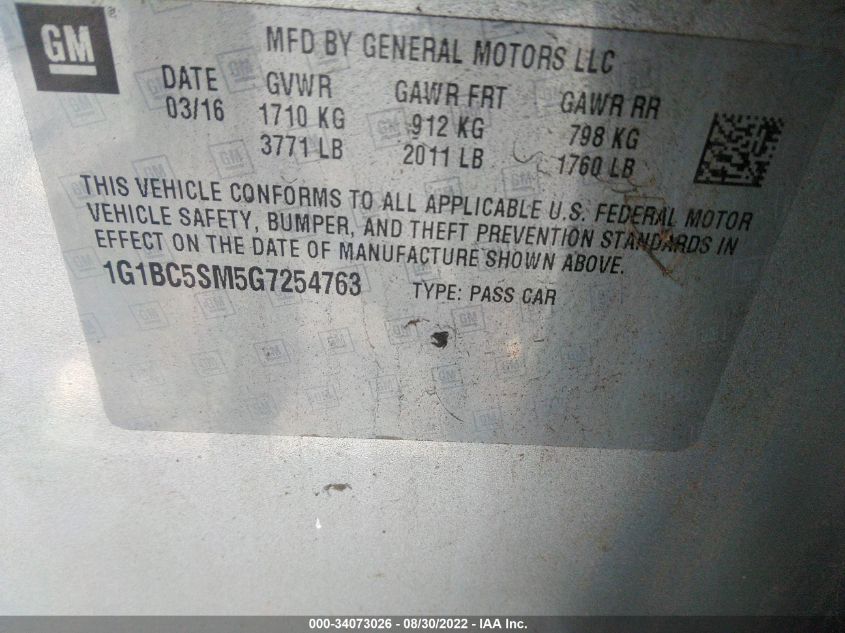 GM
MFD BY GENERAL MOTORS LLC
DATE GVWR GAWR FRT GAWR RR
03/16 1710 KG 912 KG 798 KG
3771 LB 2011 LB 1760 LB
THIS VEHICLE CONFORMS TO ALL APPLICABLE U.S. FEDERAL MOTOR
VEHICLE SAFETY, BUMPER, AND THEFT PREVENTION STANDARDS IN
EFFECT ON THE DATE OF MANUFACTURE SHOWN ABOVE.
1G1BC5SM5G7254763 TYPE: PASS CAR
000-34073026 - 08/30/2022 - IAA Inc.